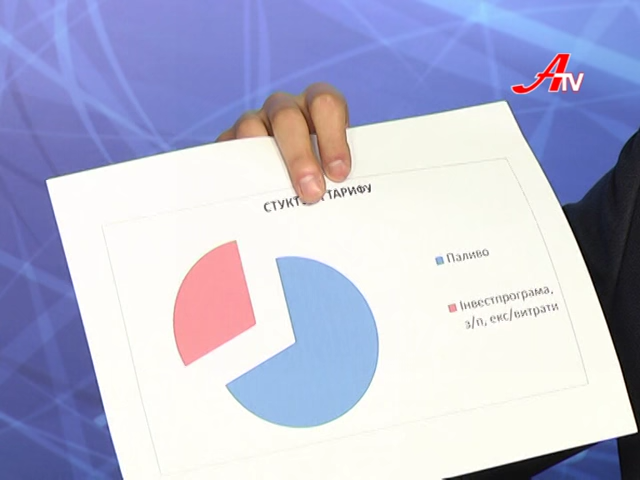 ATV
ТАРИФУ
Паливо
Інвестпрограма,
з/п, екс/витрати